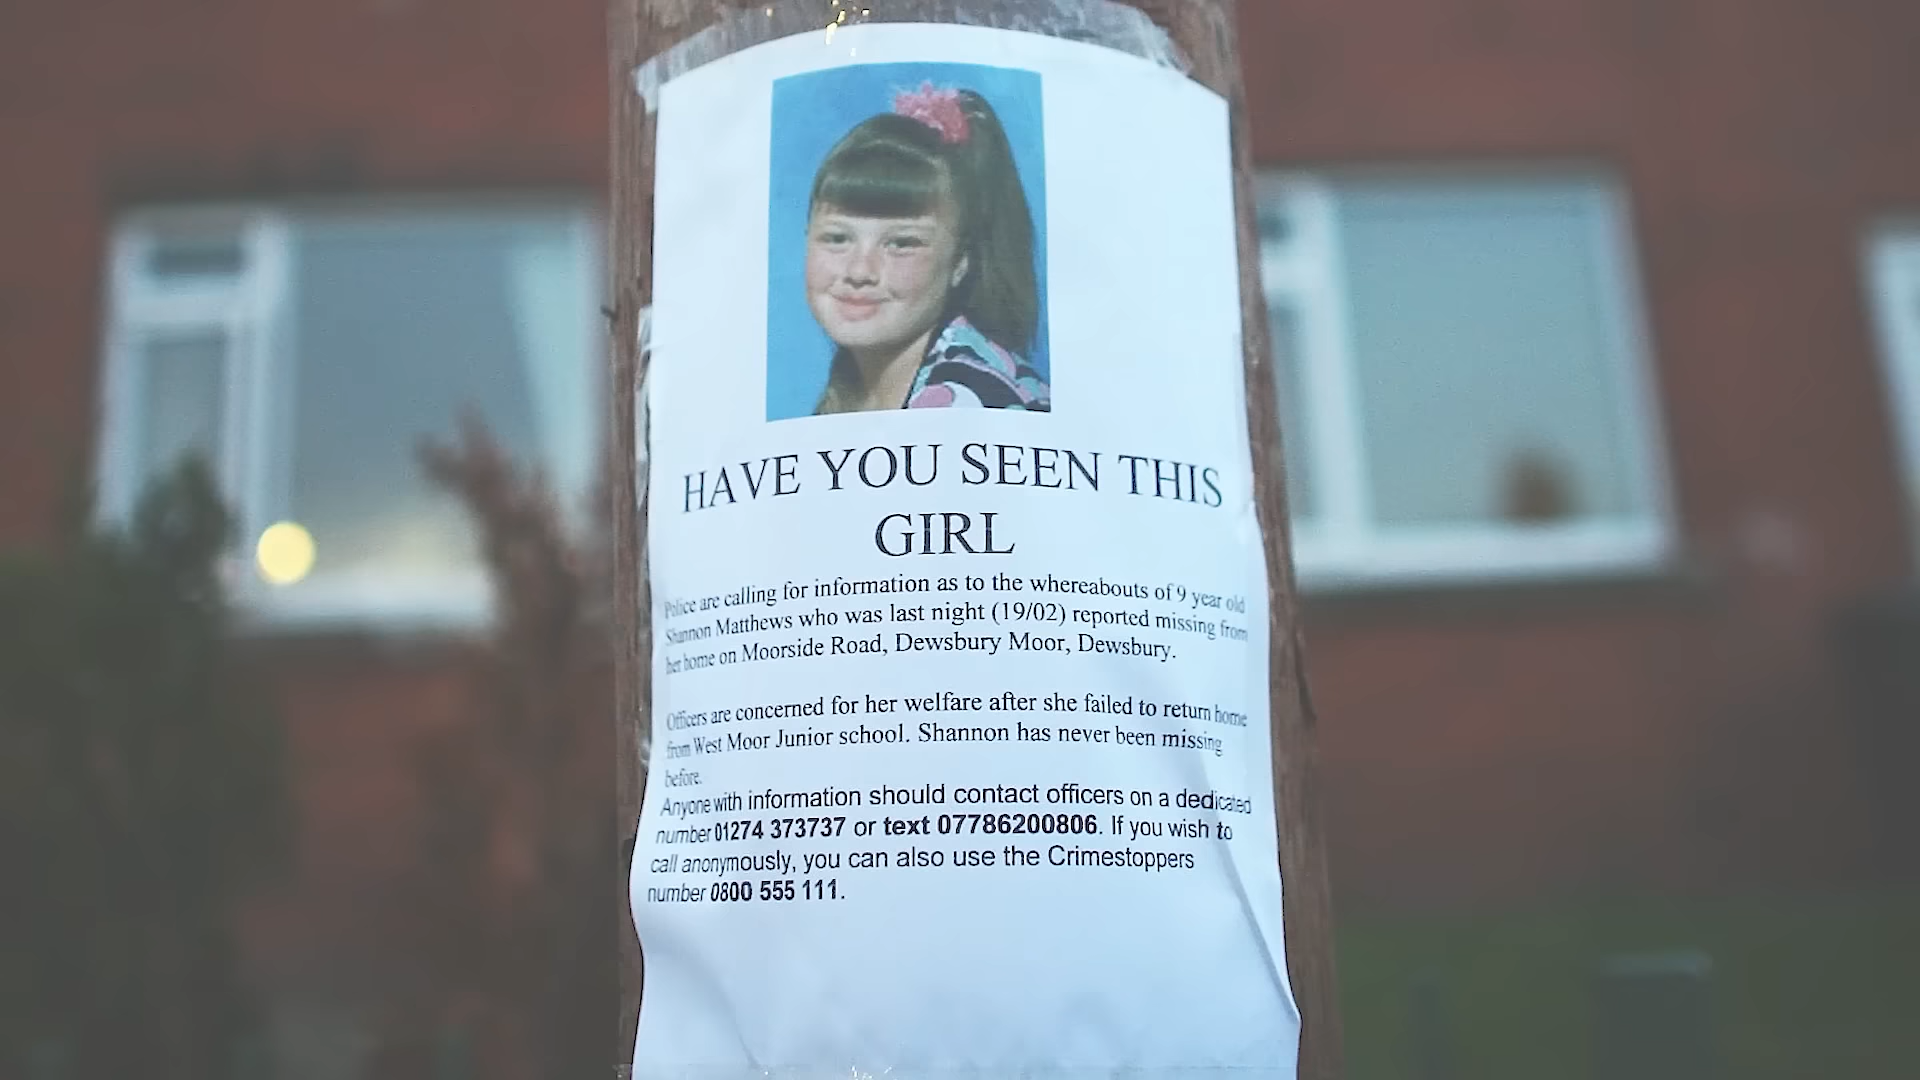 HAVE YOU SEEN THIS
GIRL
Police are calling for information as to the whereabouts of 9 year old
Shannon Matthews who was last night (19/02) reported missing from
her home on Moorside Road, Dewsbury Moor, Dewsbury.
Officers are concerned for her welfare after she failed to return home
from West Moor Junior school. Shannon has never been missing
before.
Anyone with information should contact officers on a dedicated
number 01274 373737 or text 07786200806. If you wish to
call anonymously, you can also use the Crimestoppers
number 0800 555 111.